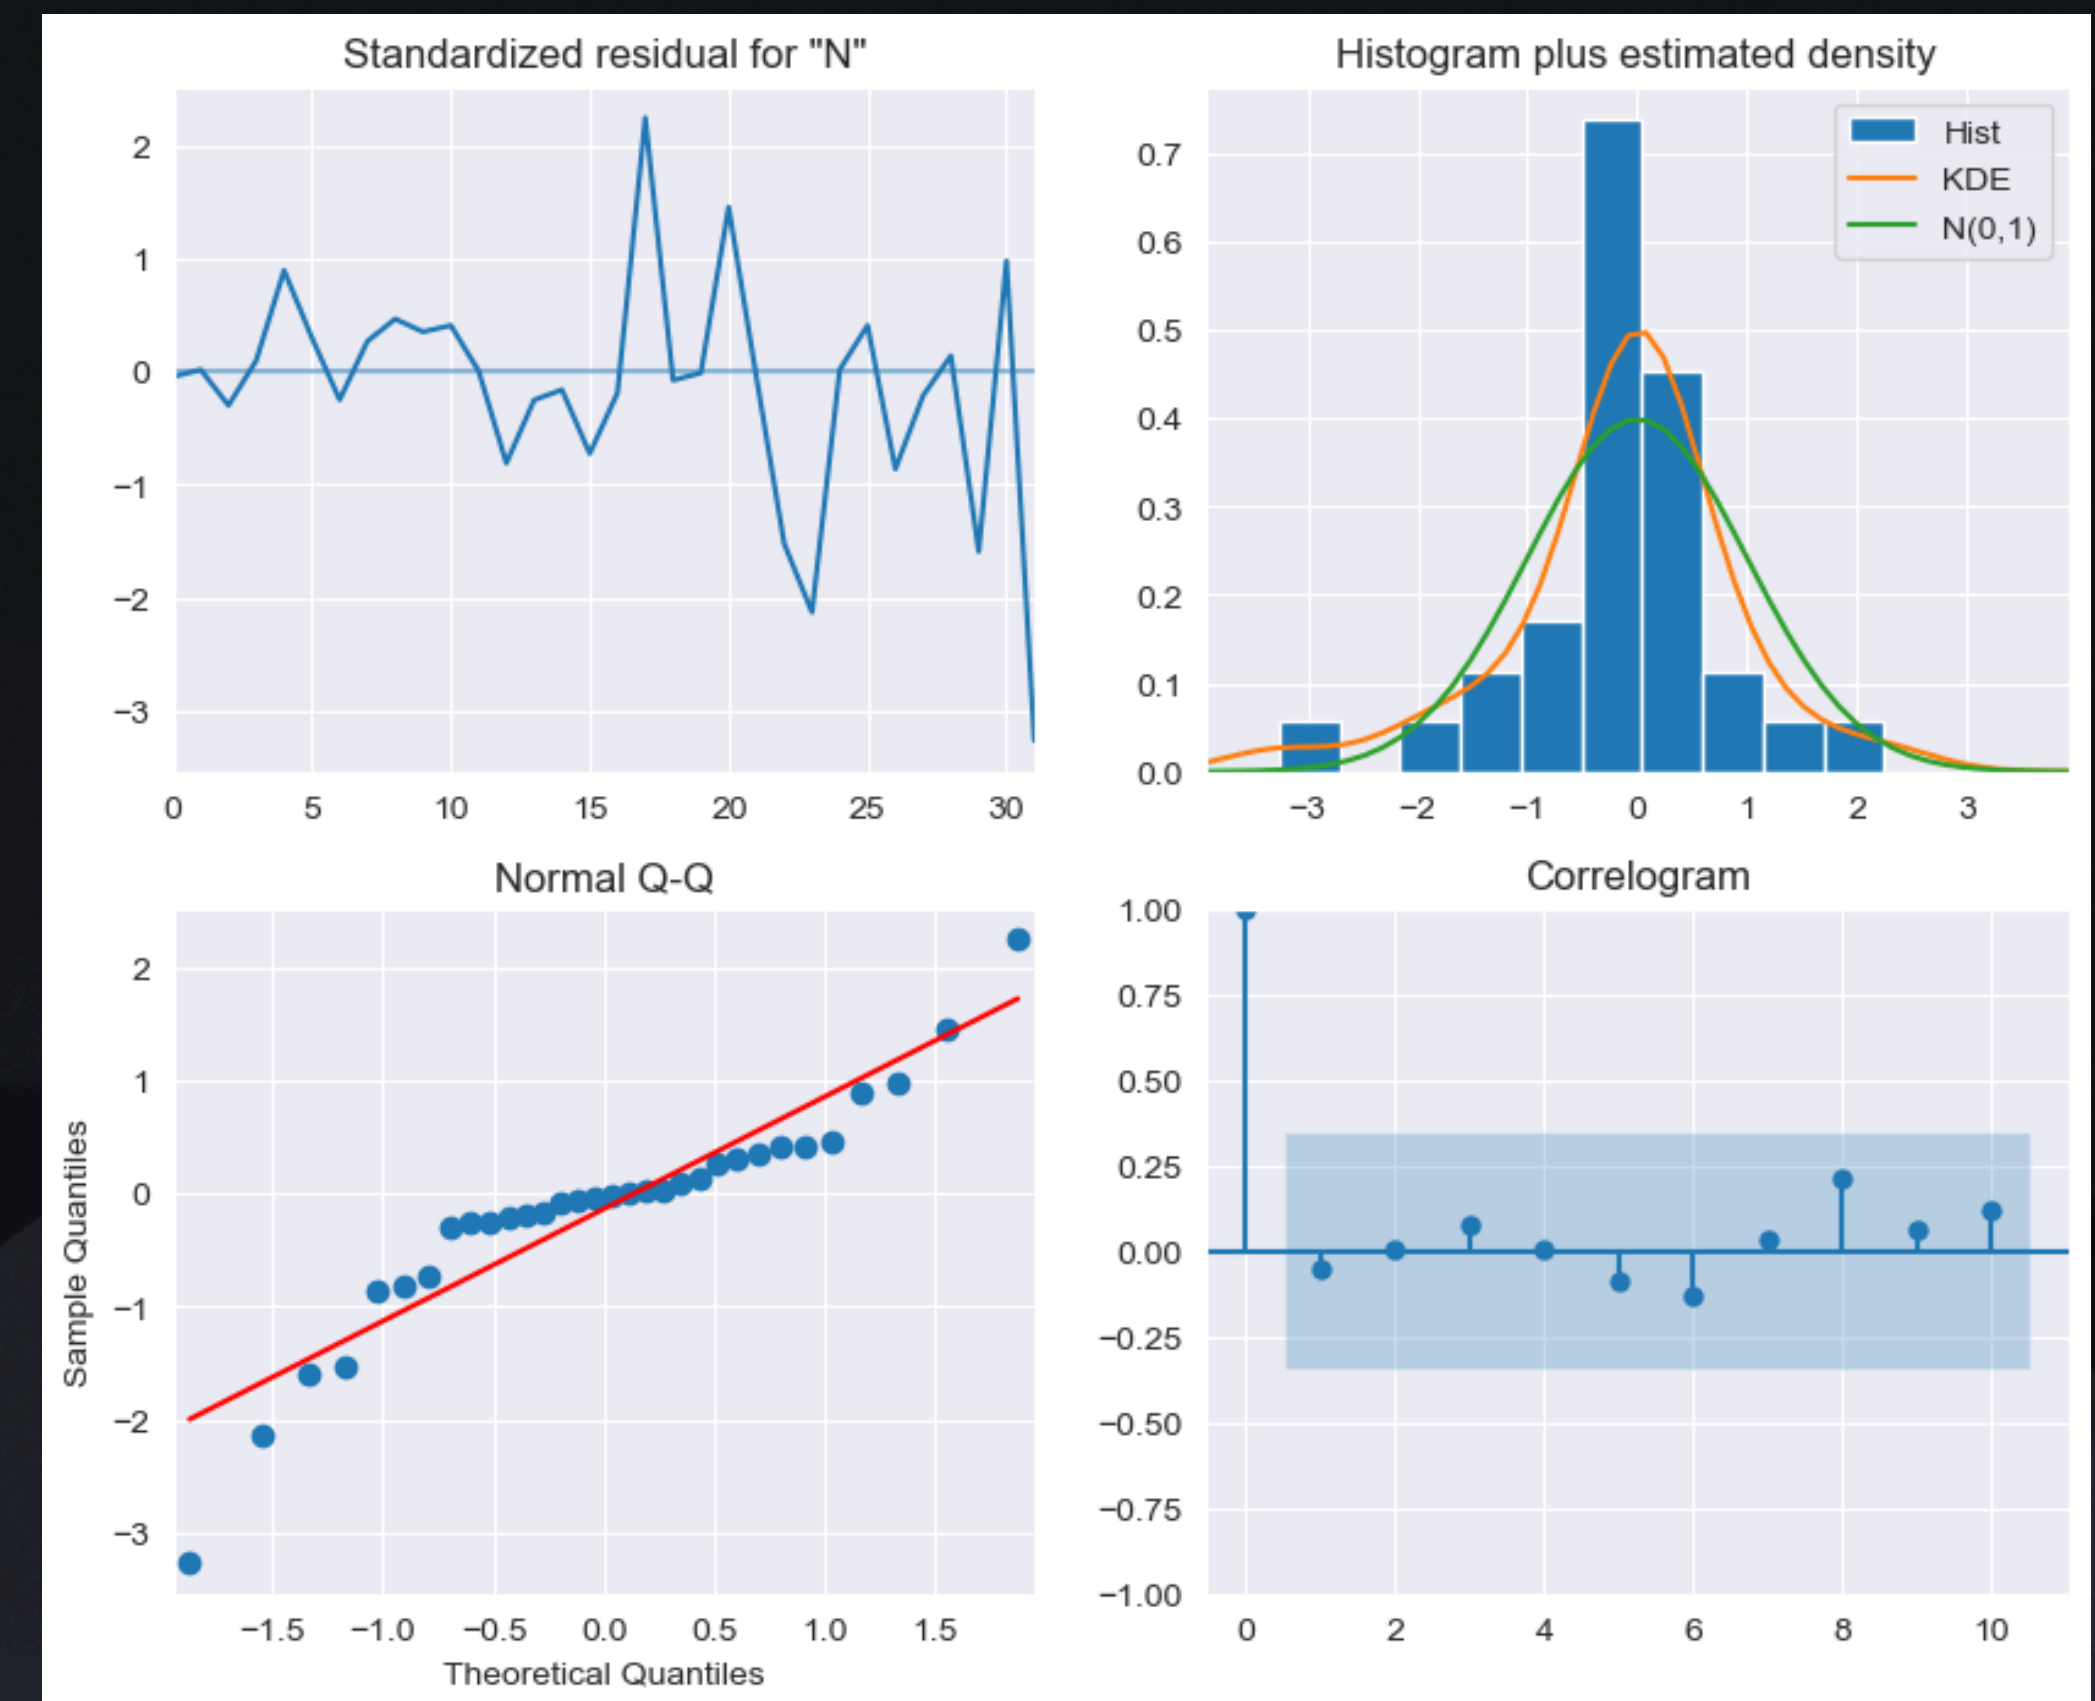 Standardized residual for "N"
2
1
0
−1
−2
−3
0 5 10 15 20 25 30
Histogram plus estimated density
Hist
KDE
N(0,1)
0.7
0.6
0.5
0.4
0.3
0.2
0.1
0.0
−3 −2 −1 0 1 2 3
Normal Q-Q
Sample Quantiles
2
1
0
−1
−2
−3
−1.5 −1.0 −0.5 0.0 0.5 1.0 1.5
Theoretical Quantiles
Correlogram
1.00
0.75
0.50
0.25
0.00
−0.25
−0.50
−0.75
−1.00
0 2 4 6 8 10